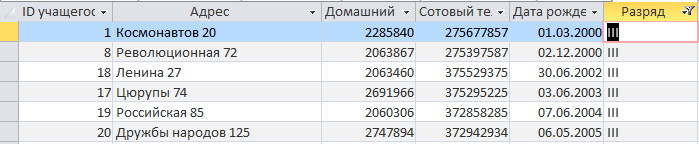 ID учащегос Адрес Домашний Сотовый те. Дата рожде Разряд
1 Космонавтов 20 2285840 275677857 01.03.2000 III
8 Революционная 72 2063867 275397587 02.12.2000 III
18 Ленина 27 2063460 375529375 30.06.2002 III
17 Цюрупы 74 2691966 375295225 03.06.2003 III
19 Российская 85 2060306 372858285 07.06.2004 III
20 Дружбы народов 125 2747894 372942934 06.05.2005 III